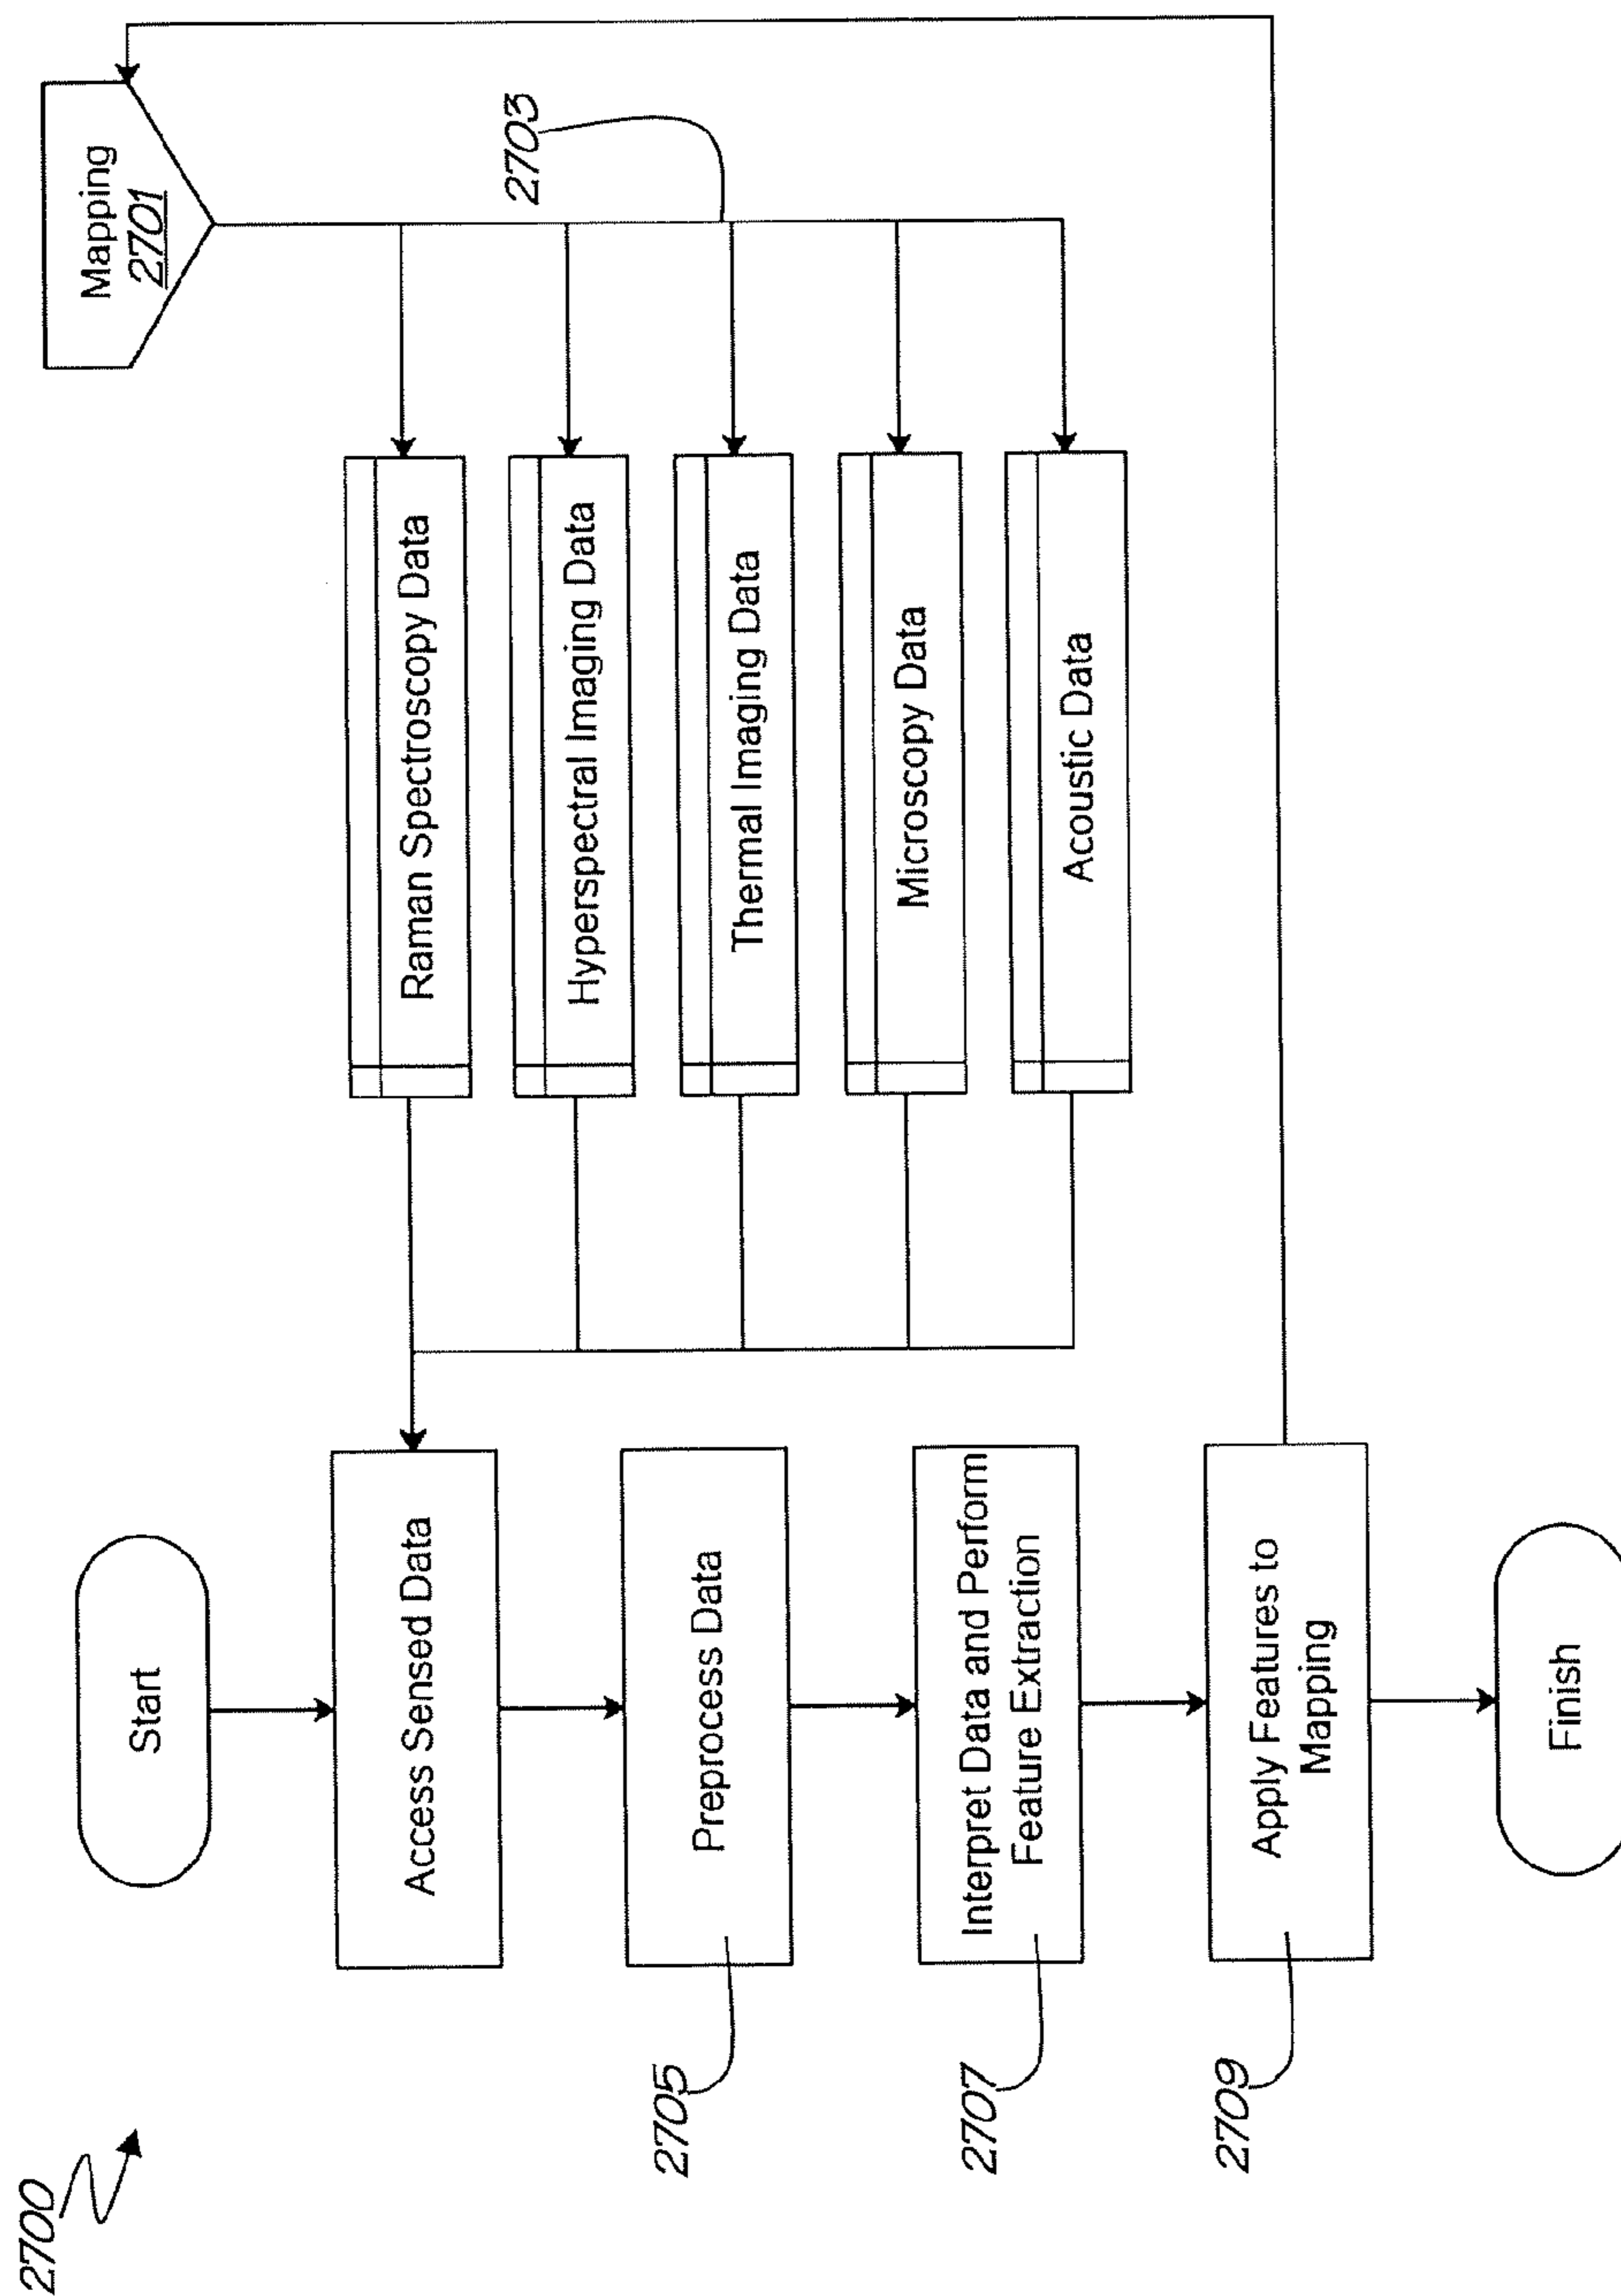 2700
Start
Access Sensed Data
Preprocess Data
2705
Interpret Data and Perform
Feature Extraction
2707
Apply Features to
Mapping
2709
Finish
Mapping
2701
2703
Raman Spectroscopy Data
Hyperspectral Imaging Data
Thermal Imaging Data
Microscopy Data
Acoustic Data